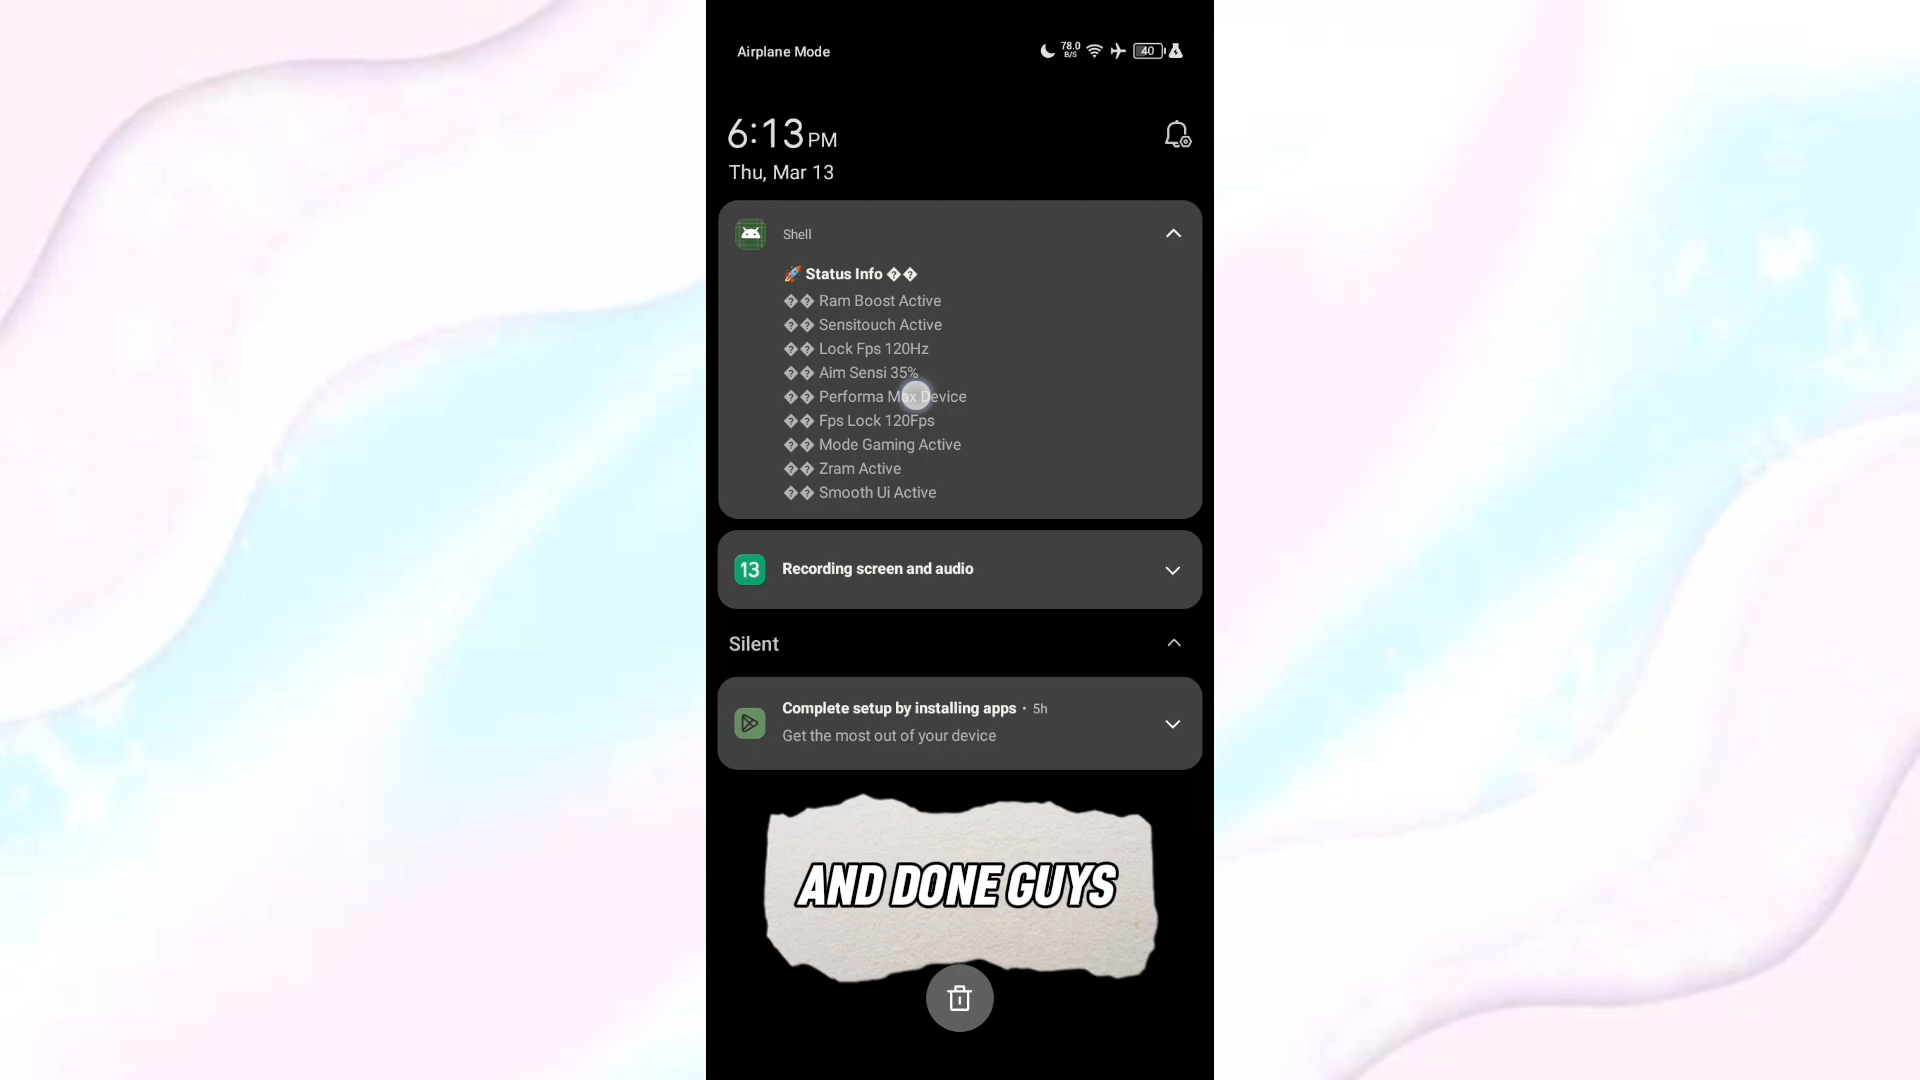 Airplane Mode
78.0
B/S
40
6:13 PM
Thu, Mar 13
Shell
🚀 Status Info ��
�� Ram Boost Active
�� Sensitouch Active
�� Lock Fps 120Hz
�� Aim Sensi 35%
�� Performa Max Device
�� Fps Lock 120Fps
�� Mode Gaming Active
�� Zram Active
�� Smooth Ui Active
13
Recording screen and audio
Silent
Complete setup by installing apps • 5h
Get the most out of your device
AND DONE GUYS